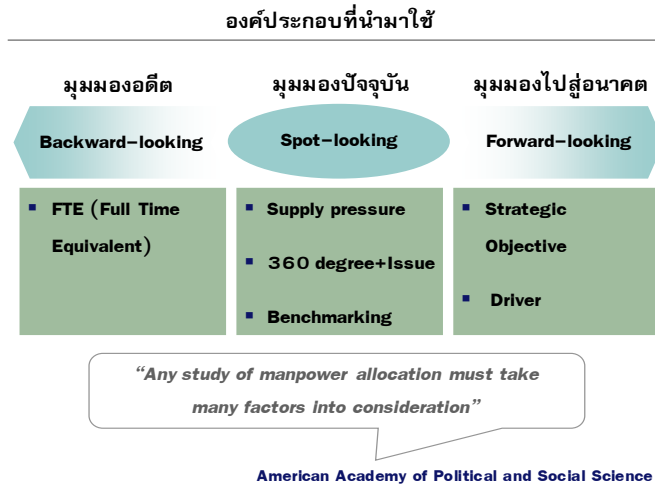 องค์ประกอบที่นำมาใช้
มุมมองอดีต
มุมมองปัจจุบัน
มุมมองไปสู่อนาคต
Backward-looking
Spot-looking
Forward-looking
▪ FTE (Full Time
Equivalent)
▪ Supply pressure
▪ 360 degree+Issue
▪ Benchmarking
▪ Strategic
Objective
▪ Driver
“Any study of manpower allocation must take
many factors into consideration”
American Academy of Political and Social Science